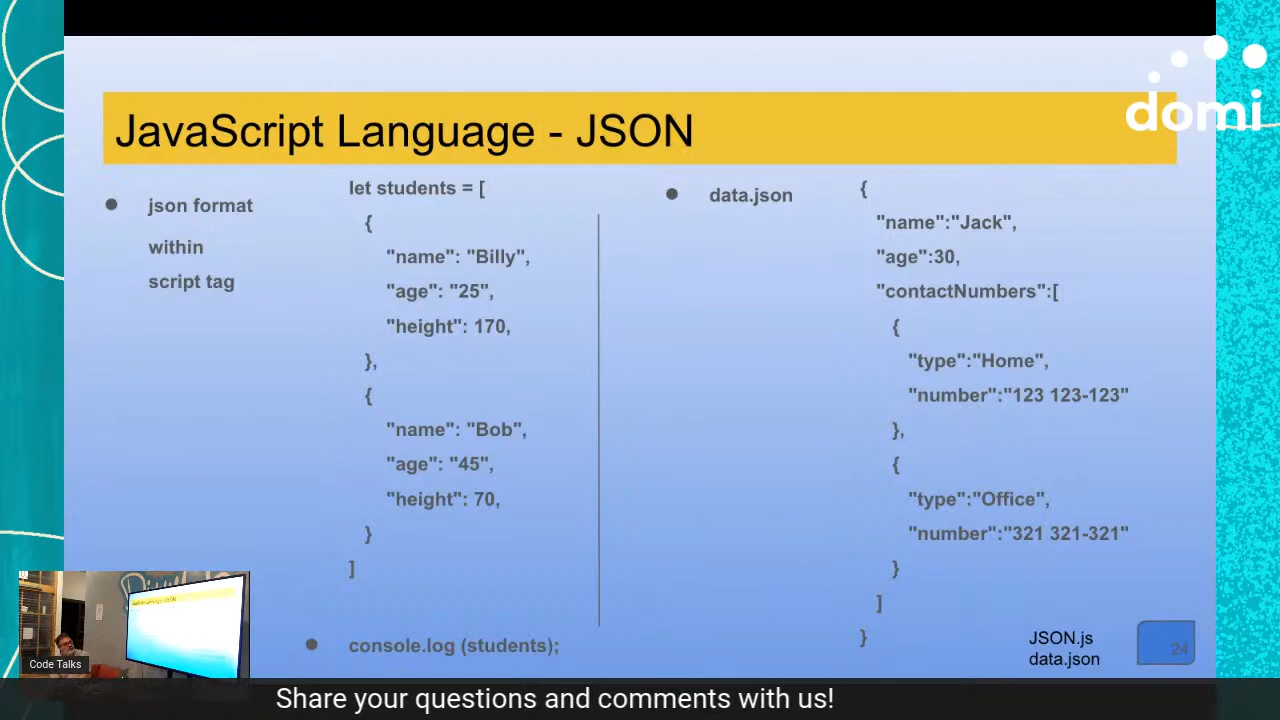 domi
JavaScript Language - JSON
json format
within
script tag
let students = [
{
"name": "Billy",
"age": "25",
"height": 170,
},
{
"name": "Bob",
"age": "45",
"height": 70,
}
]
console.log (students);
data.json
{
"name":"Jack",
"age":30,
"contactNumbers":[
{
"type":"Home",
"number":"123 123-123"
},
{
"type":"Office",
"number":"321 321-321"
}
]
}
JSON.js
data.json
24
Code Talks
Share your questions and comments with us!